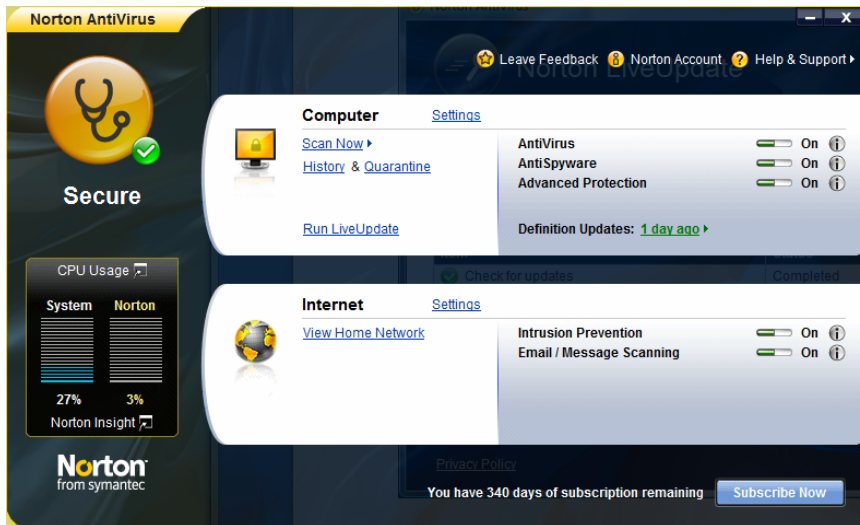 Norton AntiVirus
Leave Feedback Norton Account Help & Support
Norton LiveUpdate
Secure
Computer Settings
Scan Now
History & Quarantine
Run LiveUpdate
AntiVirus On
AntiSpyware On
Advanced Protection On
Definition Updates: 1 day ago
Check for updates Completed
CPU Usage
System Norton
27% 3%
Norton Insight
Internet Settings
View Home Network
Intrusion Prevention On
Email / Message Scanning On
Norton
from symantec
Privacy Policy
You have 340 days of subscription remaining Subscribe Now